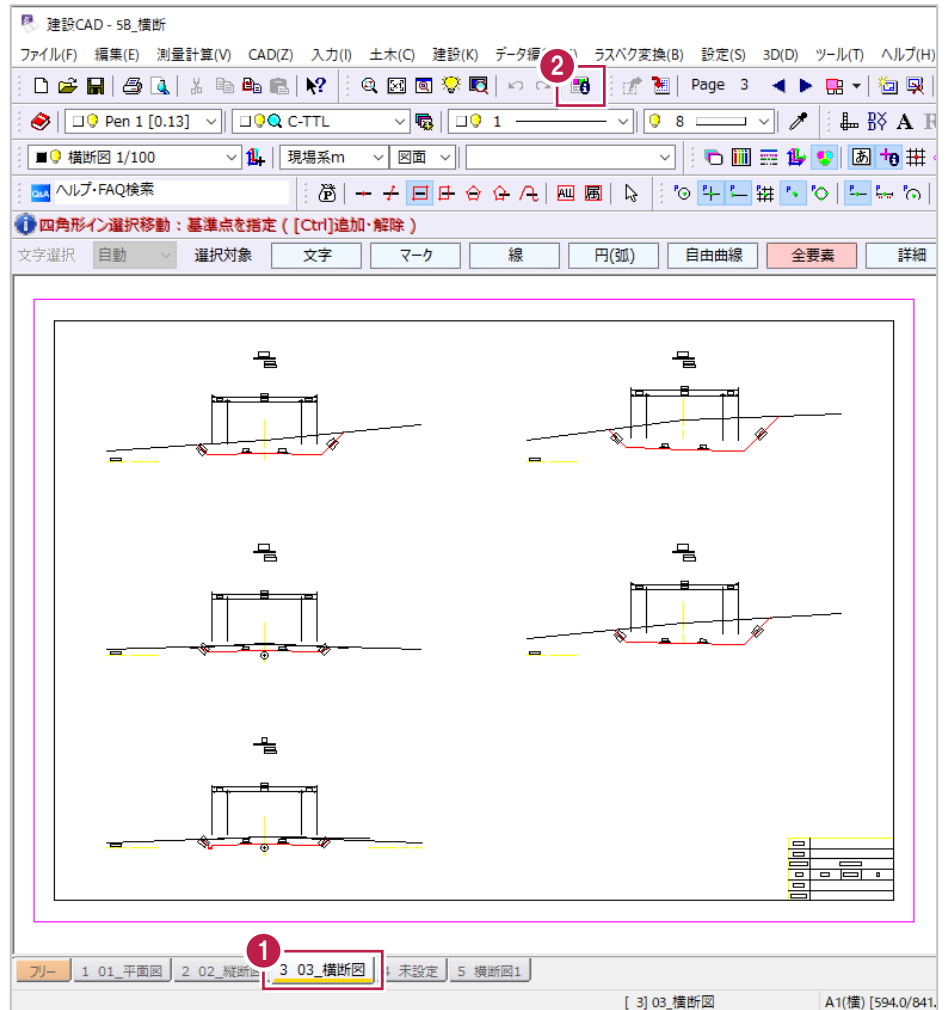 建設CAD - 5B_横断
ファイル(F) 編集(E) 測量計算(V) CAD(Z) 入力(I) 土木(C) 建設(K) データ編 ラスベク変換(B) 設定(S) 3D(D) ツール(T) ヘルプ(H)
2
Page 3
Pen 1 [0.13] C-TTL 1 8
横断図 1/100 現場系m 図面
Q&A ヘルプ・FAQ検索
四角形イン選択移動：基準点を指定 ( [Ctrl]追加・解除 )
文字選択 自動 選択対象 文字 マーク 線 円(弧) 自由曲線 全要素 詳細
1
フリー 1 01_平面図 2 02_縦断図 3 03_横断図 4 未設定 5 横断図1
[ 3] 03_横断図 A1(横) [594.0/841.